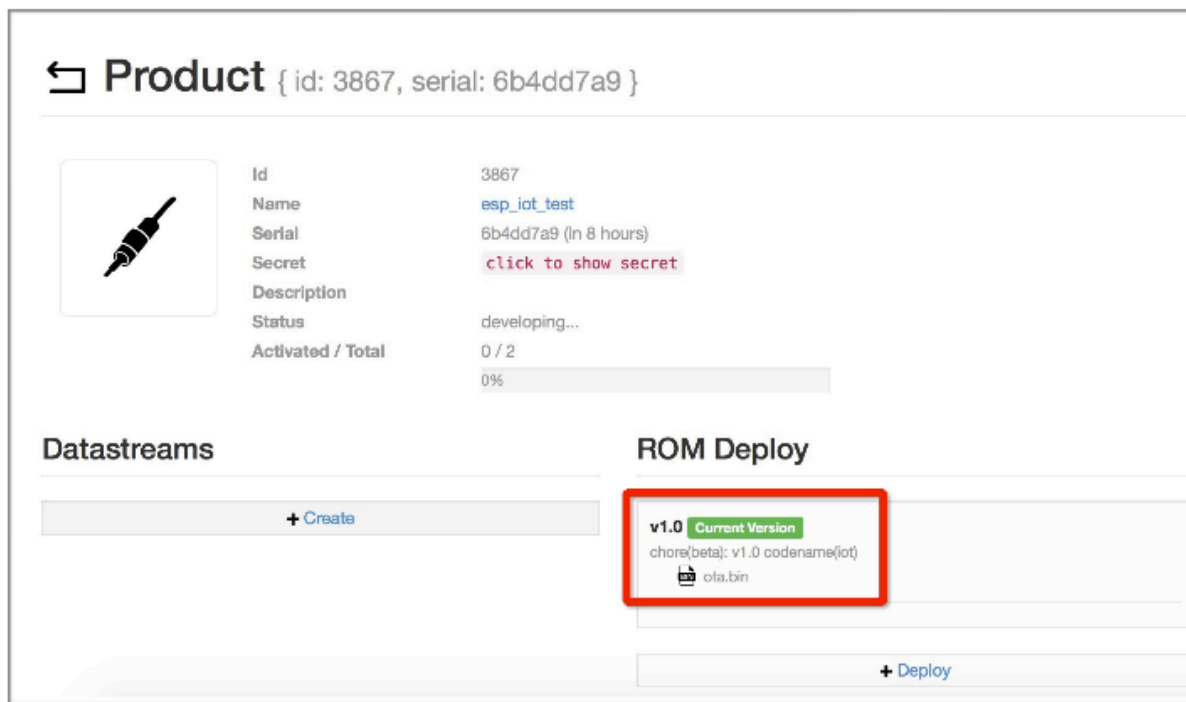 Product { id: 3867, serial: 6b4dd7a9 }
Id 3867
Name esp_iot_test
Serial 6b4dd7a9 (in 8 hours)
Secret click to show secret
Description
Status developing...
Activated / Total 0 / 2
0%
Datastreams
+ Create
ROM Deploy
v1.0 Current Version
chore(beta): v1.0 codename(iot)
ota.bin
+ Deploy